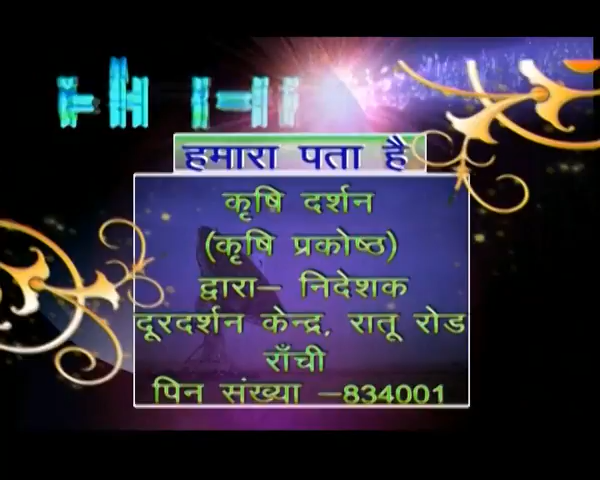 हमारा पता है
कृषि दर्शन
(कृषि प्रकोष्ठ)
द्वारा– निदेशक
दूरदर्शन केन्द्र, रातू रोड
राँची
पिन संख्या –834001